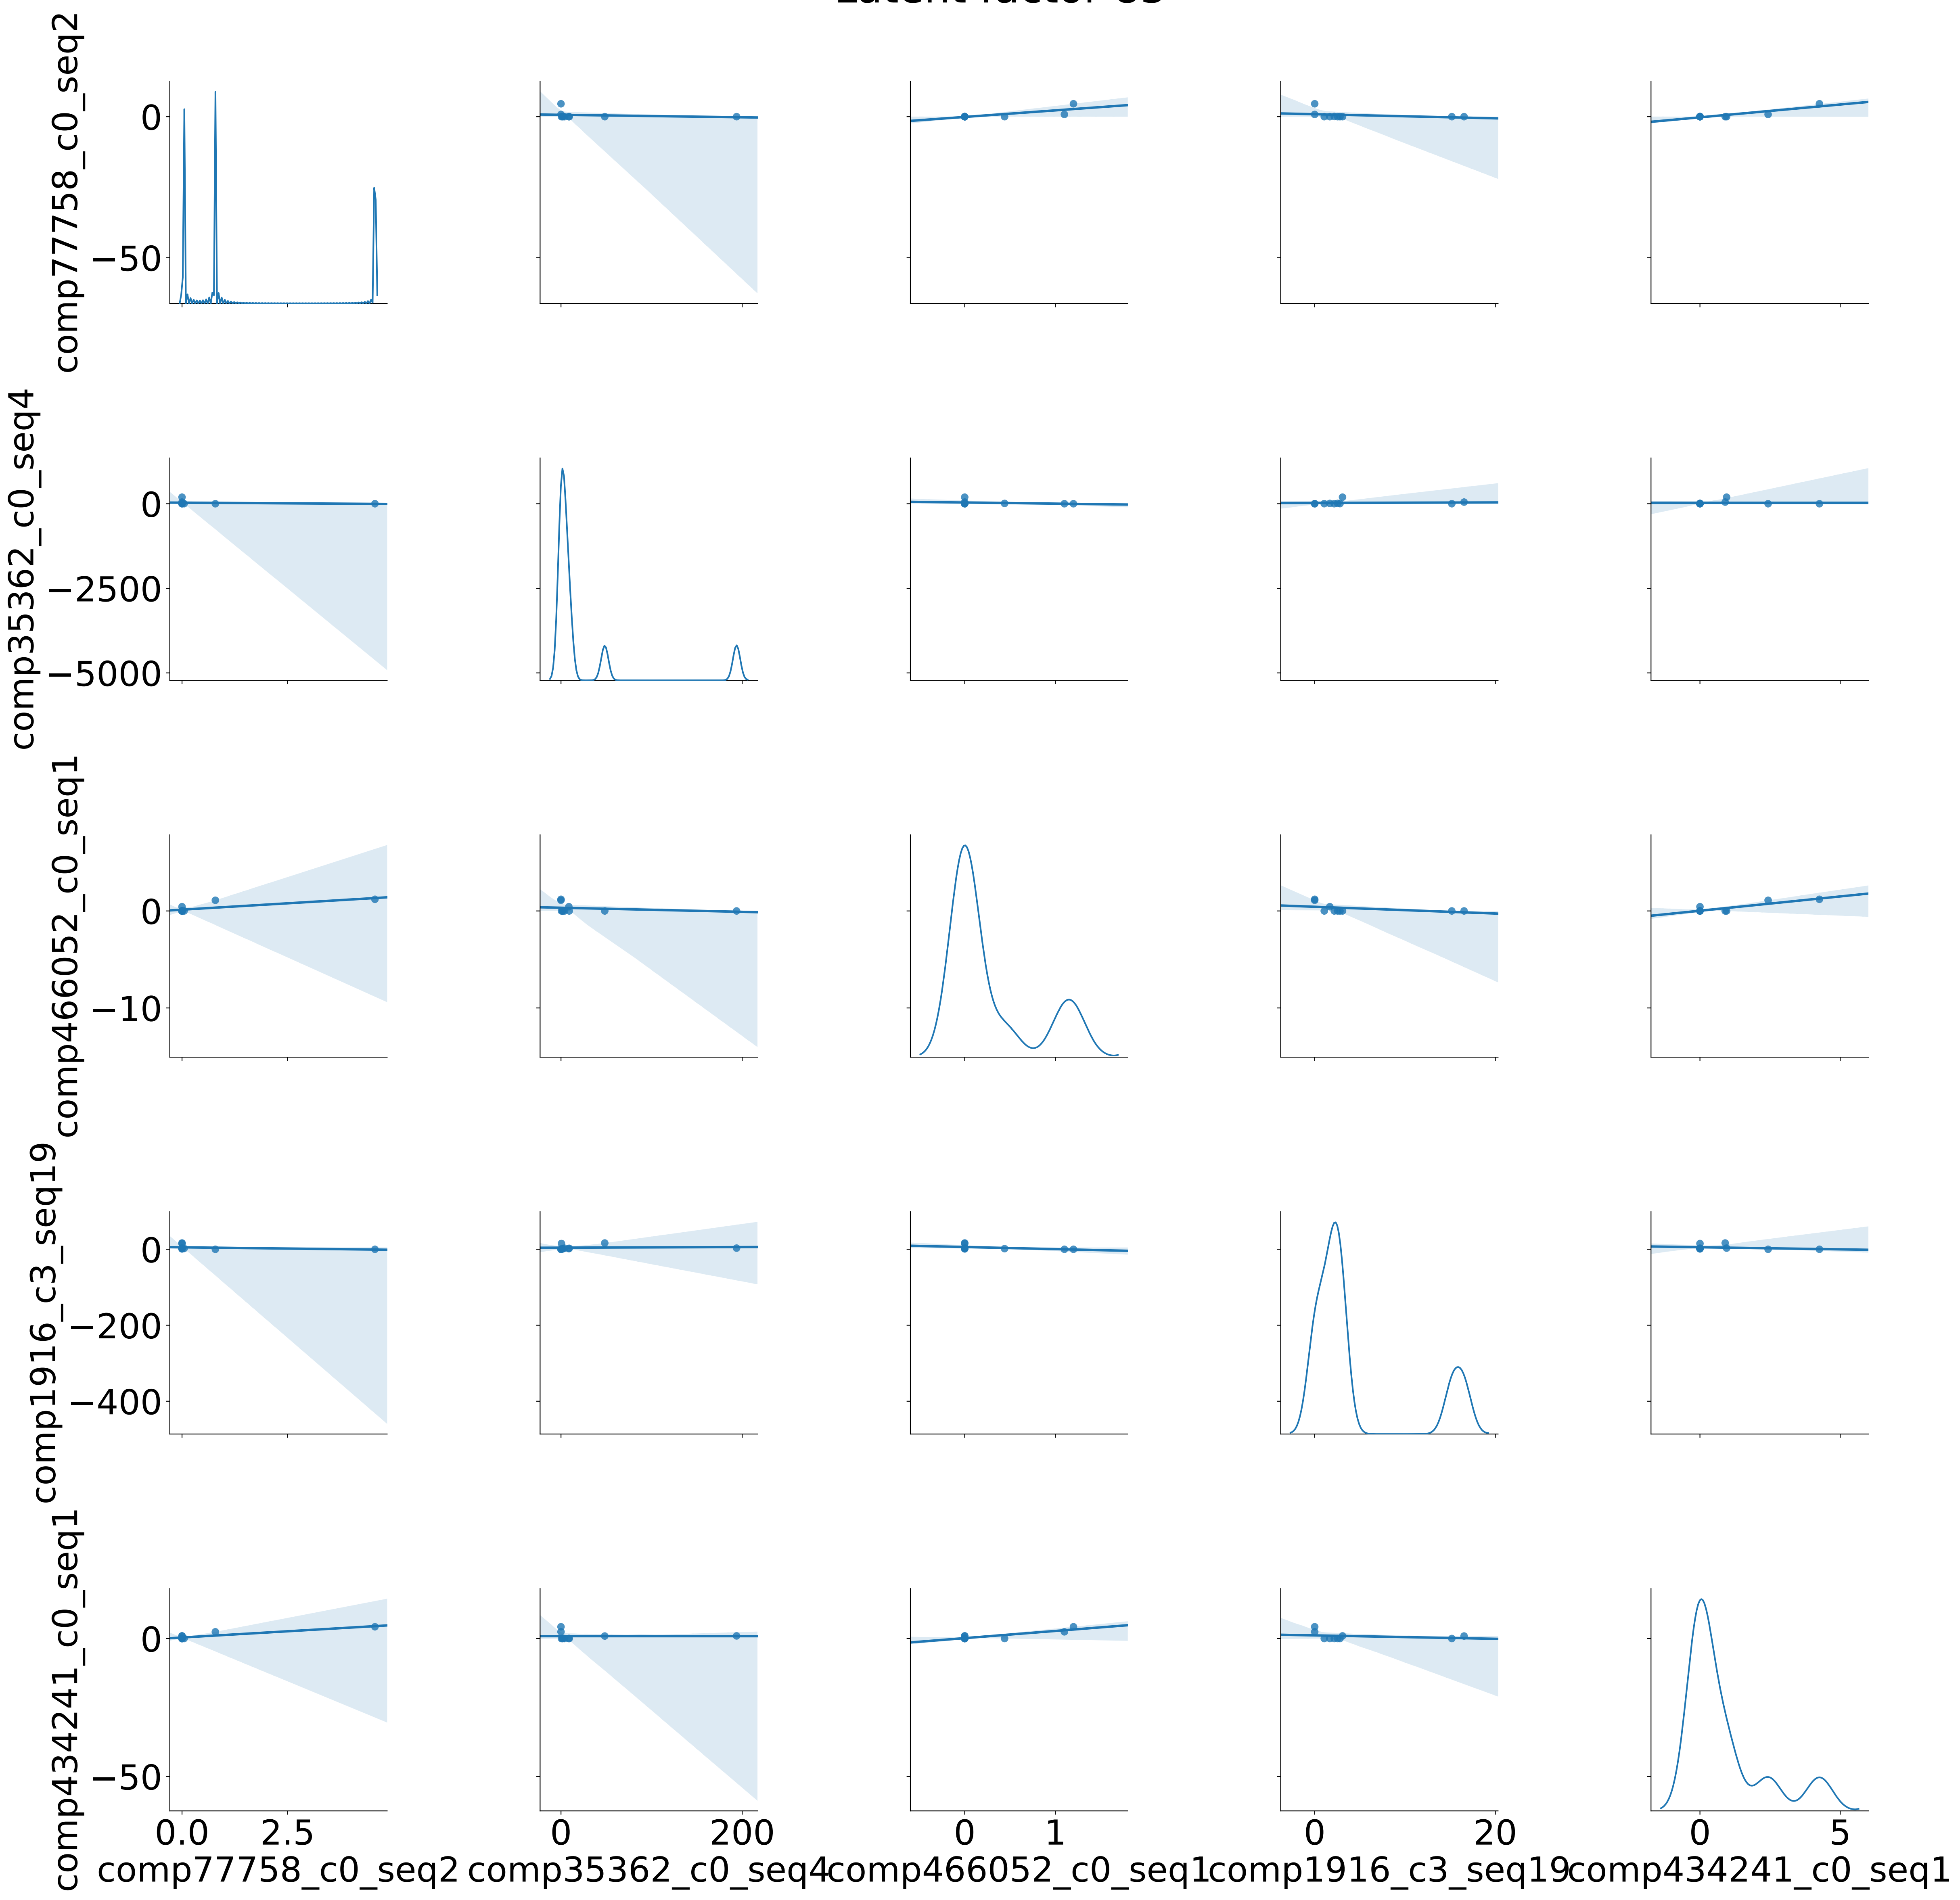 comp77758_c0_seq2
0
−50
comp35362_c0_seq4
0
−2500
−5000
comp466052_c0_seq1
0
−10
comp1916_c3_seq19
0
−200
−400
comp434241_c0_seq1
0
−50
0.0 2.5 0 200 0 1 0 20 0 5
comp77758_c0_seq2 comp35362_c0_seq4 comp466052_c0_seq1 comp1916_c3_seq19 comp434241_c0_seq1